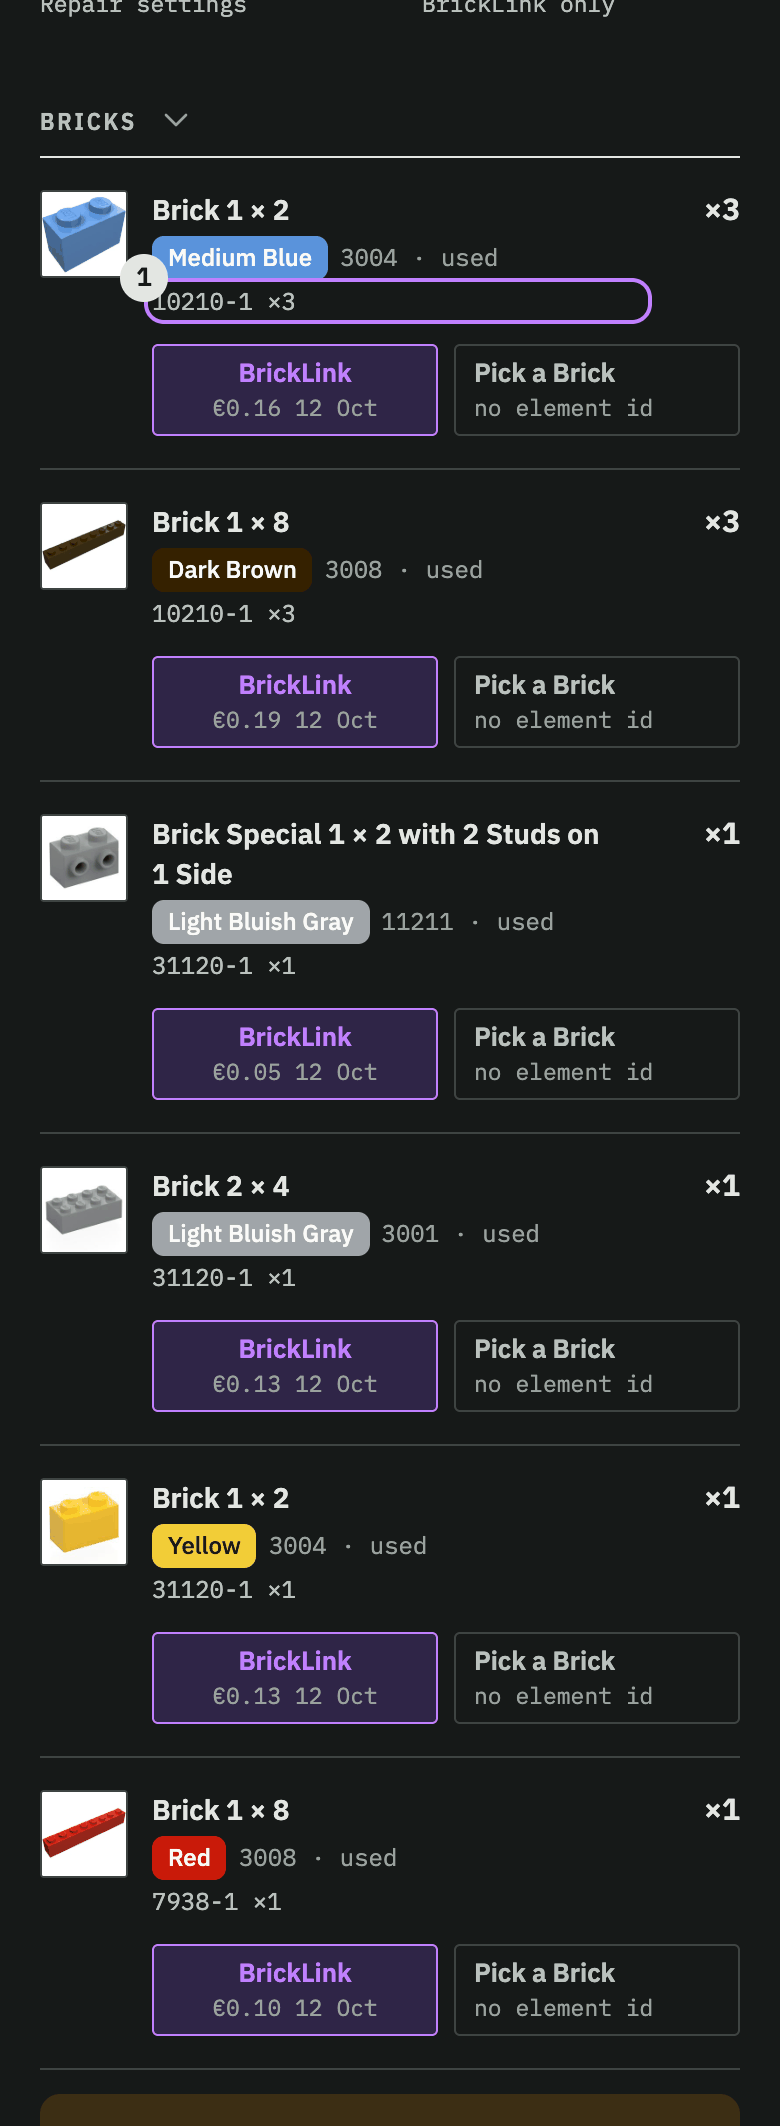 Repair settings BrickLink only
BRICKS
Brick 1 × 2 ×3
Medium Blue 3004 · used
1
10210-1 ×3
BrickLink Pick a Brick
€0.16 12 Oct no element id
Brick 1 × 8 ×3
Dark Brown 3008 · used
10210-1 ×3
BrickLink Pick a Brick
€0.19 12 Oct no element id
Brick Special 1 × 2 with 2 Studs on ×1
1 Side
Light Bluish Gray 11211 · used
31120-1 ×1
BrickLink Pick a Brick
€0.05 12 Oct no element id
Brick 2 × 4 ×1
Light Bluish Gray 3001 · used
31120-1 ×1
BrickLink Pick a Brick
€0.13 12 Oct no element id
Brick 1 × 2 ×1
Yellow 3004 · used
31120-1 ×1
BrickLink Pick a Brick
€0.13 12 Oct no element id
Brick 1 × 8 ×1
Red 3008 · used
7938-1 ×1
BrickLink Pick a Brick
€0.10 12 Oct no element id